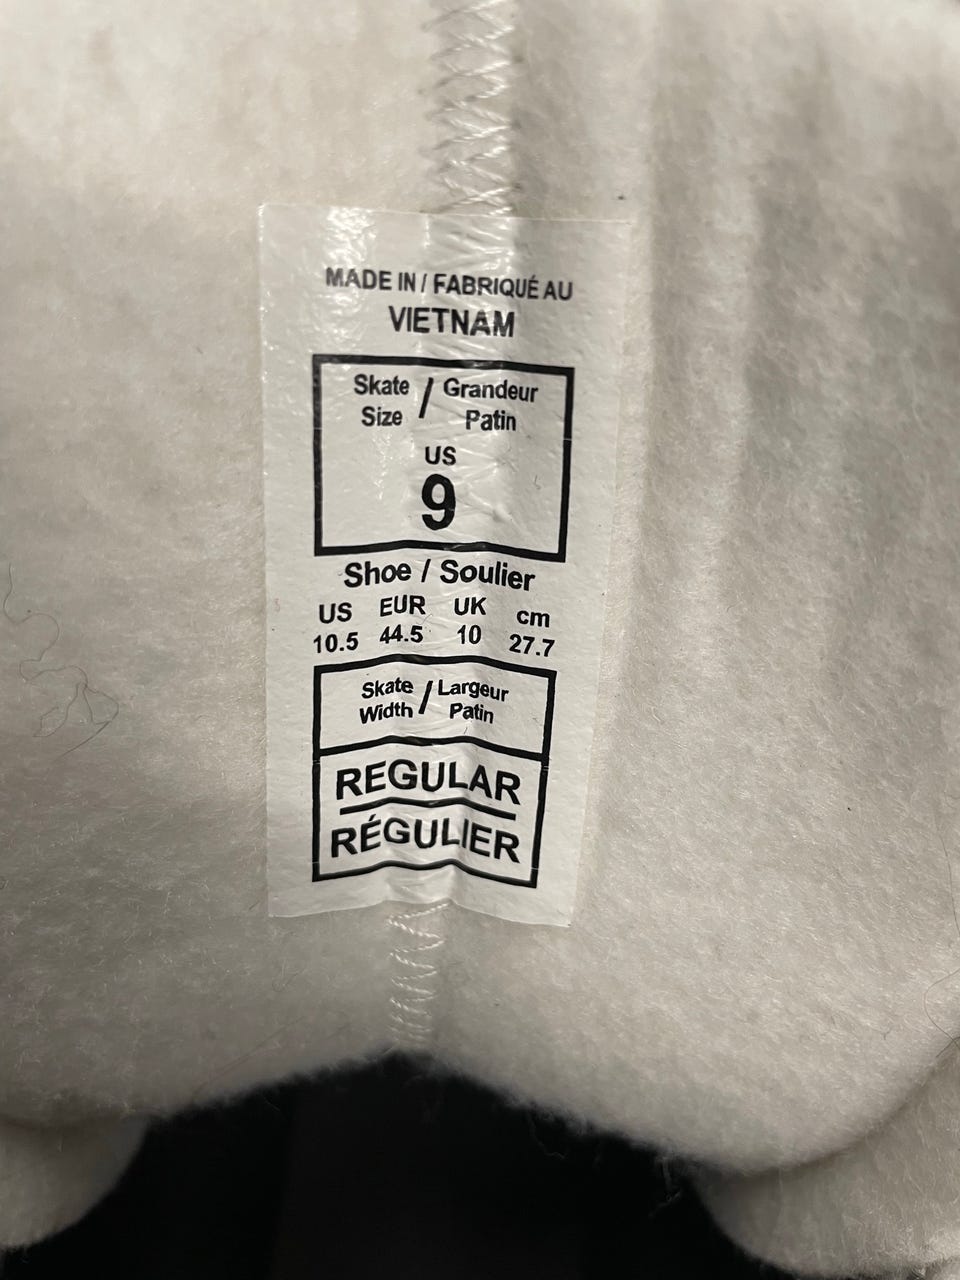 MADE IN / FABRIQUÉ AU
VIETNAM
Skate / Grandeur
Size Patin
US
9
Shoe / Soulier
US EUR UK cm
10.5 44.5 10 27.7
Skate / Largeur
Width Patin
REGULAR
RÉGULIER